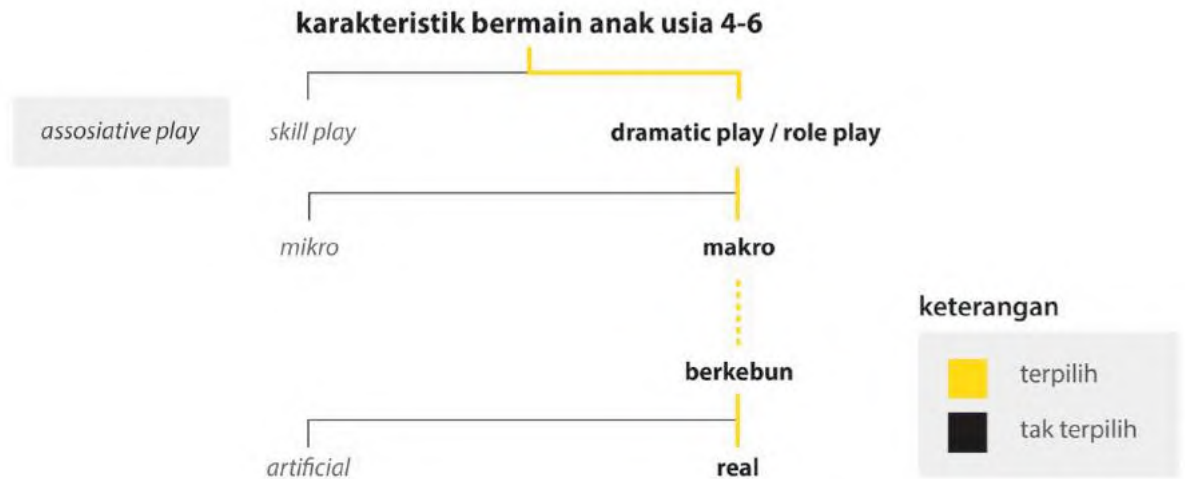 karakteristik bermain anak usia 4-6
assosiative play
skill play
dramatic play / role play
mikro
makro
berkebun
artificial
real
keterangan
terpilih
tak terpilih